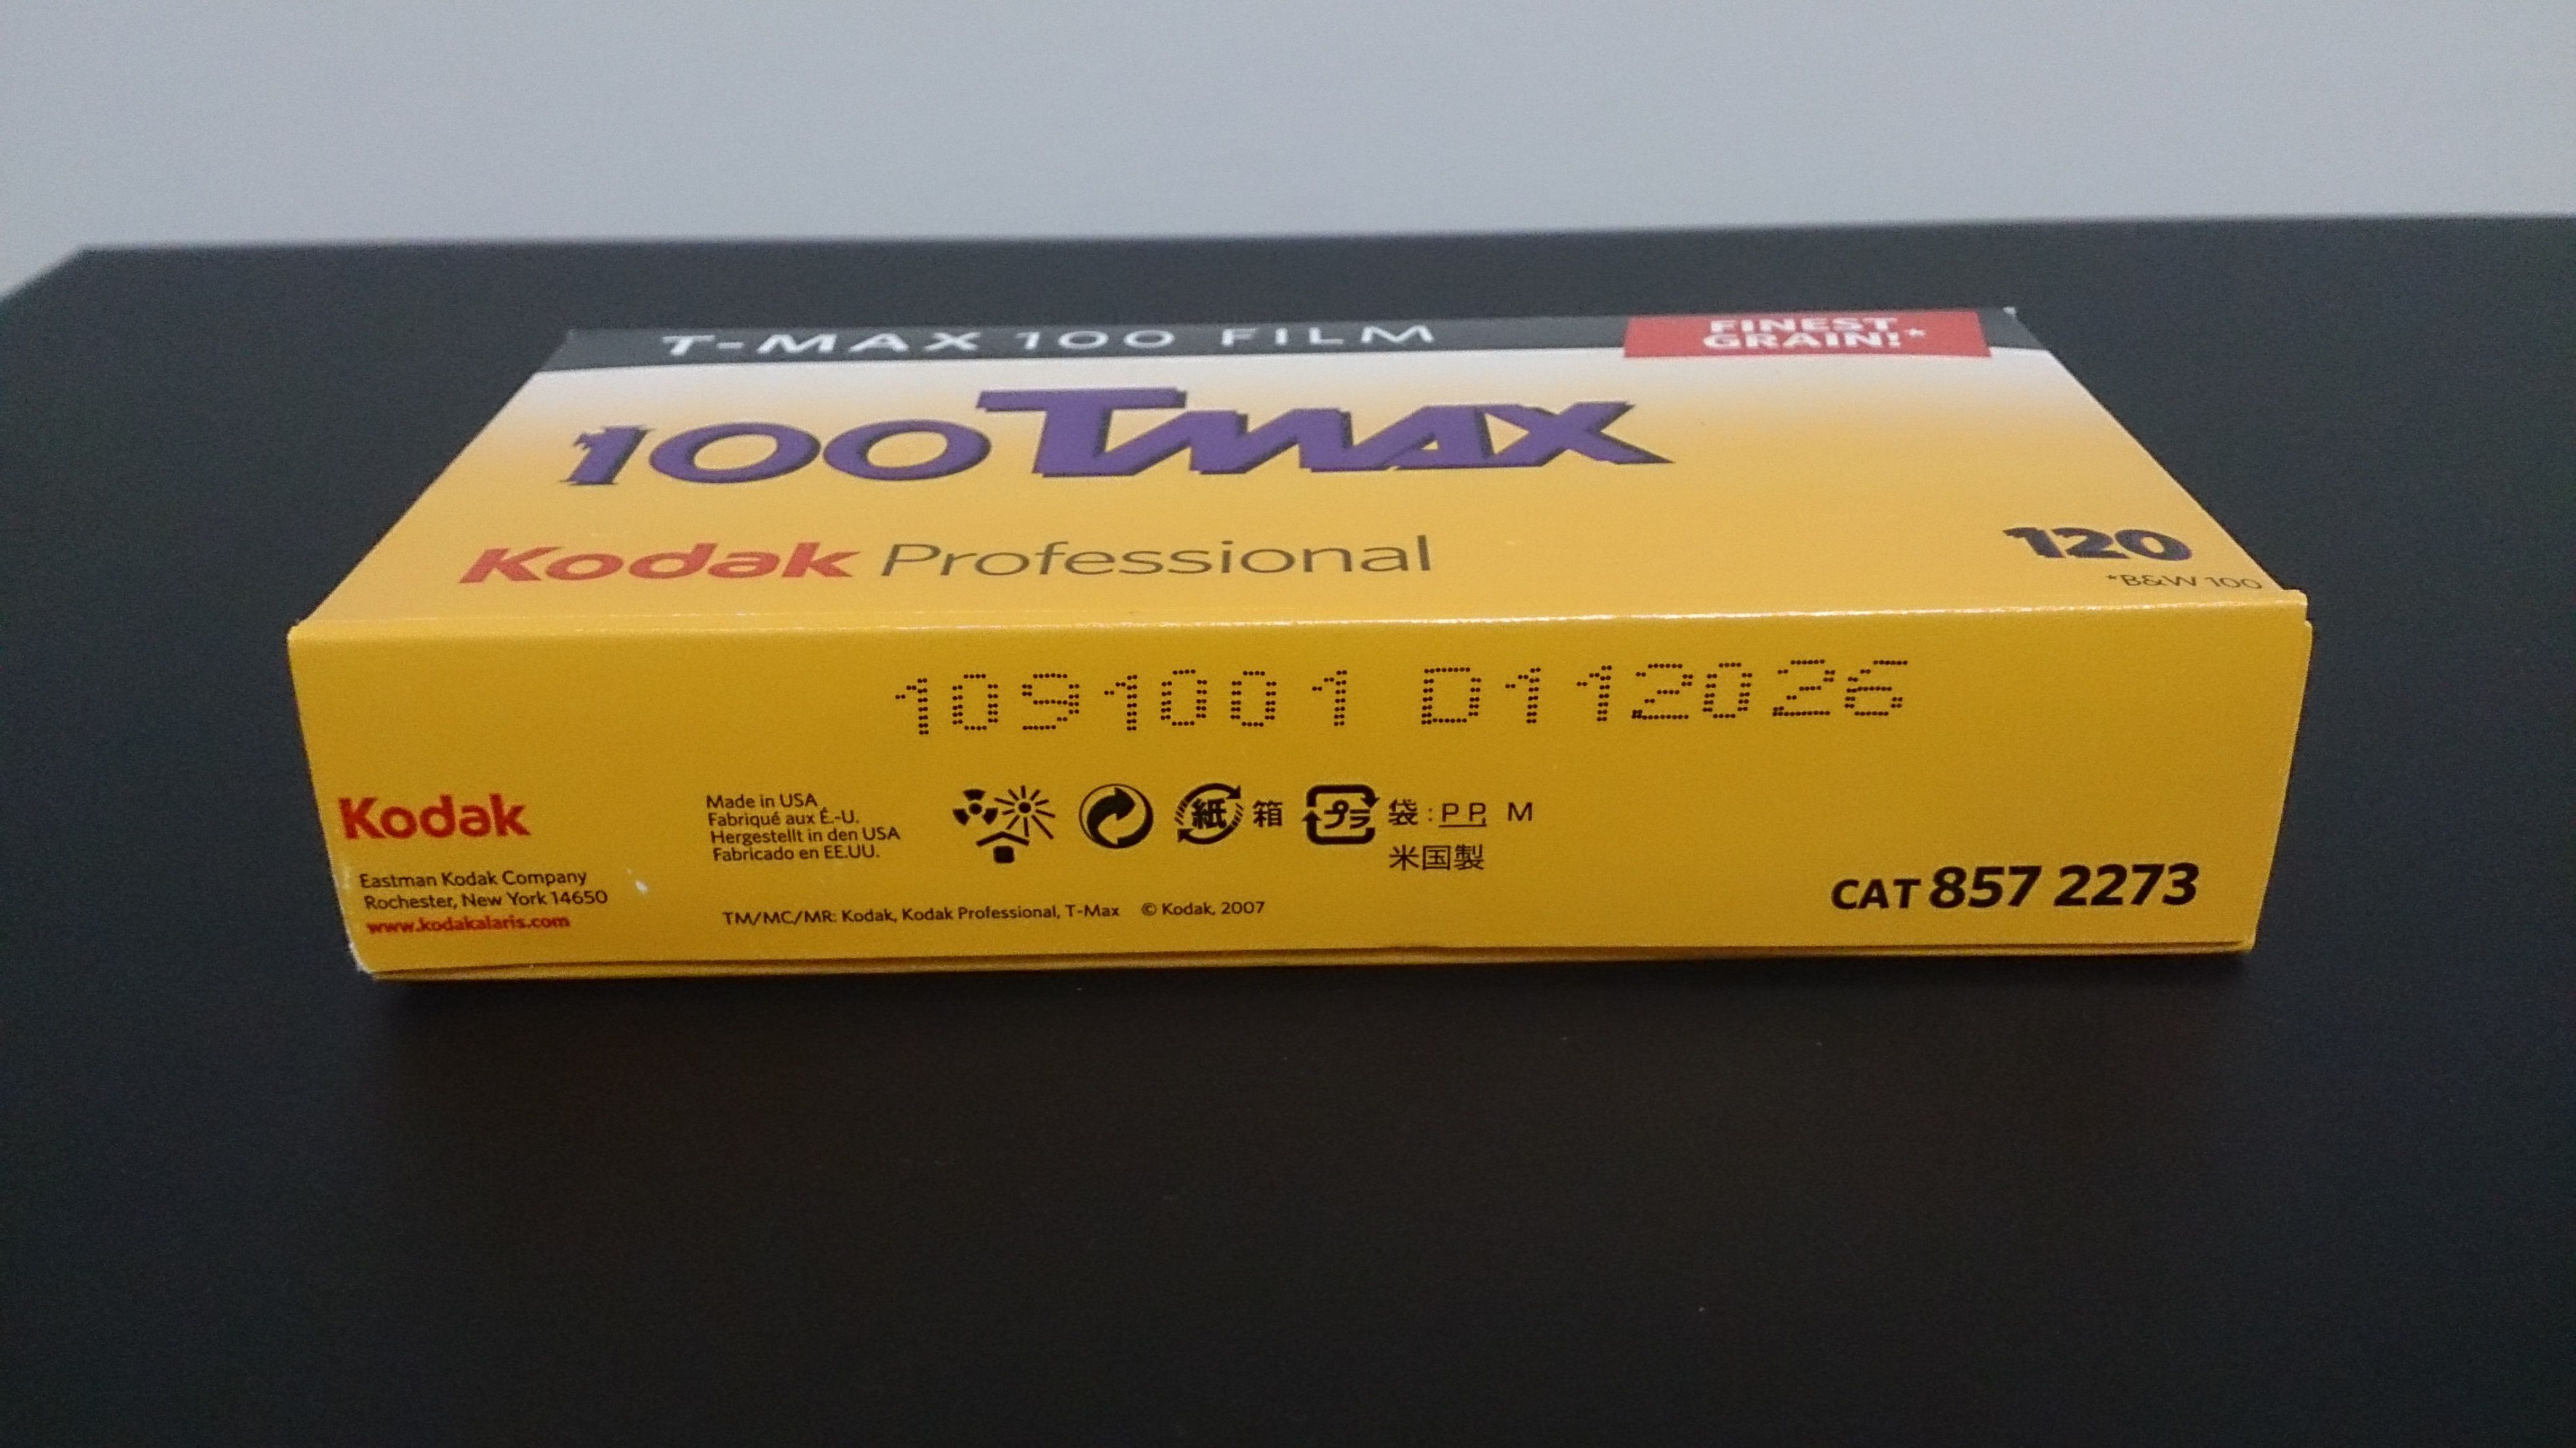 T-MAX 100 FILM
FINEST
GRAIN!*
100 TMAX
Kodak Professional
120
*B&W 100
1091001 D112026
Kodak
Eastman Kodak Company
Rochester, New York 14650
www.kodakalaris.com
Made in USA
Fabriqué aux É.-U.
Hergestellt in den USA
Fabricado en EE.UU.
紙 箱 プラ 袋 : PP, M
米国製
TM/MC/MR: Kodak, Kodak Professional, T-Max © Kodak, 2007
CAT 857 2273